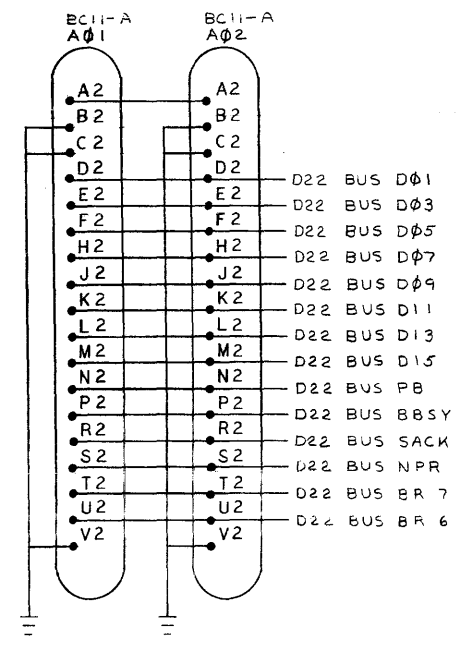 BC11-A BC11-A
AØ1 AØ2
A2 A2
B2 B2
C2 C2
D2 D2 D22 BUS DØ1
E2 E2 D22 BUS DØ3
F2 F2 D22 BUS DØ5
H2 H2 D22 BUS DØ7
J2 J2 D22 BUS DØ9
K2 K2 D22 BUS D11
L2 L2 D22 BUS D13
M2 M2 D22 BUS D15
N2 N2 D22 BUS PB
P2 P2 D22 BUS BBSY
R2 R2 D22 BUS SACK
S2 S2 D22 BUS NPR
T2 T2 D22 BUS BR 7
U2 U2 D22 BUS BR 6
V2 V2